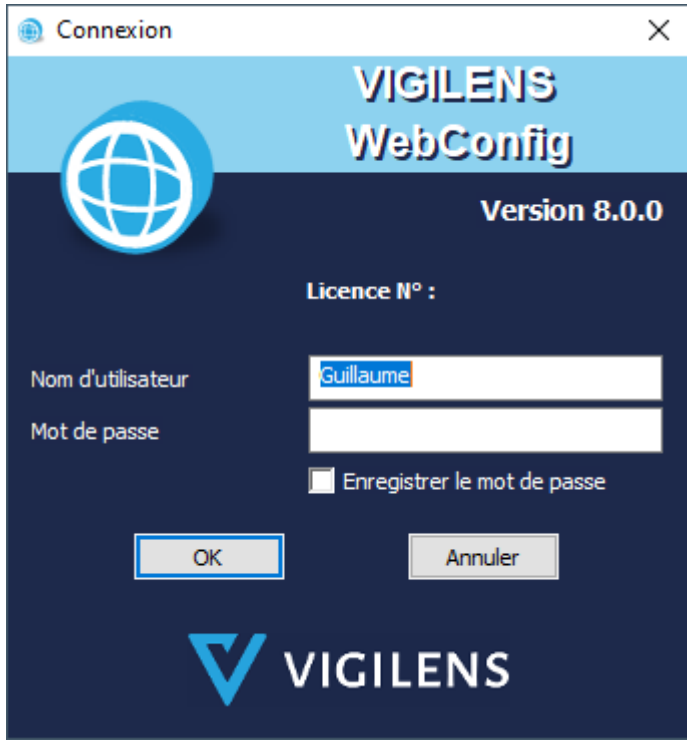 Connexion
VIGILENS
WebConfig
Version 8.0.0
Licence N° :
Nom d'utilisateur
Guillaume
Mot de passe
Enregistrer le mot de passe
OK
Annuler
VIGILENS